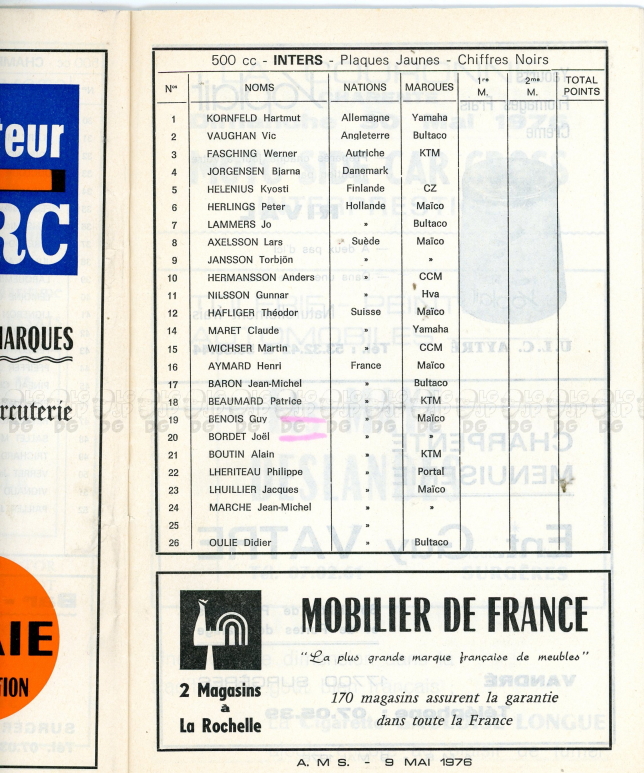 teur
RC
MARQUES
rcuterie
AIE
TION
500 cc - INTERS - Plaques Jaunes - Chiffres Noirs
Nos NOMS NATIONS MARQUES 1re M. 2me M. TOTAL POINTS
1 KORNFELD Hartmut Allemagne Yamaha
2 VAUGHAN Vic Angleterre Bultaco
3 FASCHING Werner Autriche KTM
4 JORGENSEN Bjarna Danemark
5 HELENIUS Kyosti Finlande CZ
6 HERLINGS Peter Hollande Maïco
7 LAMMERS Jo » Bultaco
8 AXELSSON Lars Suède Maïco
9 JANSSON Torbjön » »
10 HERMANSSON Anders » CCM
11 NILSSON Gunnar » Hva
12 HAFLIGER Théodor Suisse Maïco
14 MARET Claude » Yamaha
15 WICHSER Martin » CCM
16 AYMARD Henri France Maïco
17 BARON Jean-Michel » Bultaco
18 BEAUMARD Patrice » KTM
19 BENOIS Guy » Maïco
20 BORDET Joël » »
21 BOUTIN Alain » KTM
22 LHERITEAU Philippe » Portal
23 LHUILLIER Jacques » Maïco
24 MARCHE Jean-Michel »
25 »
26 OULIE Didier » Bultaco
MOBILIER DE FRANCE
"La plus grande marque française de meubles"
2 Magasins
à
La Rochelle
170 magasins assurent la garantie
dans toute la France
A. M. S. - 9 MAI 1976